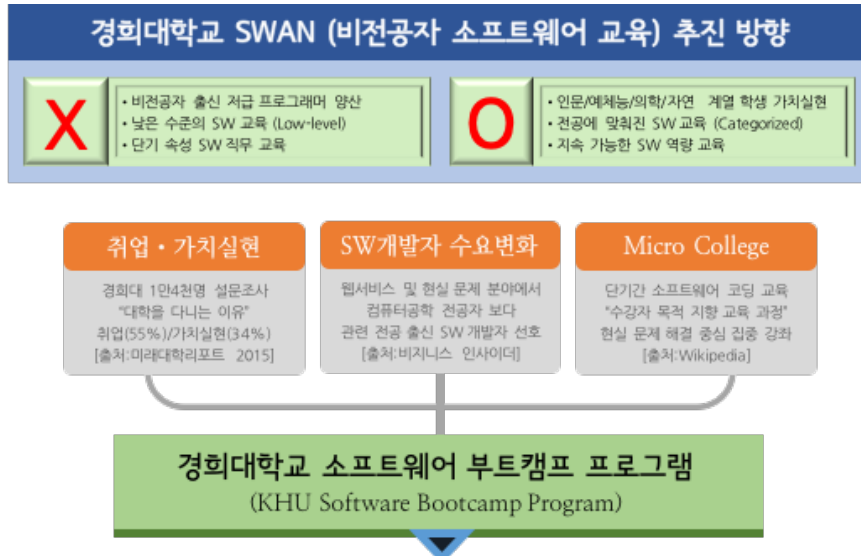 경희대학교 SWAN (비전공자 소프트웨어 교육) 추진 방향
X
• 비전공자 출신 저급 프로그래머 양산
• 낮은 수준의 SW 교육 (Low-level)
• 단기 속성 SW 직무 교육
O
• 인문/예체능/의학/자연 계열 학생 가치실현
• 전공에 맞춰진 SW 교육 (Categorized)
• 지속 가능한 SW 역량 교육
취업・가치실현
경희대 1만4천명 설문조사
"대학을 다니는 이유"
취업(55%)/가치실현(34%)
[출처:미래대학리포트 2015]
SW개발자 수요변화
웹서비스 및 현실 문제 분야에서
컴퓨터공학 전공자 보다
관련 전공 출신 SW 개발자 선호
[출처:비지니스 인사이더]
Micro College
단기간 소프트웨어 코딩 교육
"수강자 목적 지향 교육 과정"
현실 문제 해결 중심 집중 강좌
[출처:Wikipedia]
경희대학교 소프트웨어 부트캠프 프로그램
(KHU Software Bootcamp Program)